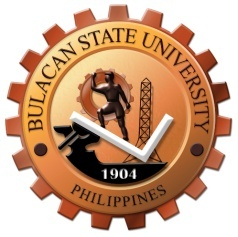 BULACAN STATE UNIVERSITY
1904
PHILIPPINES